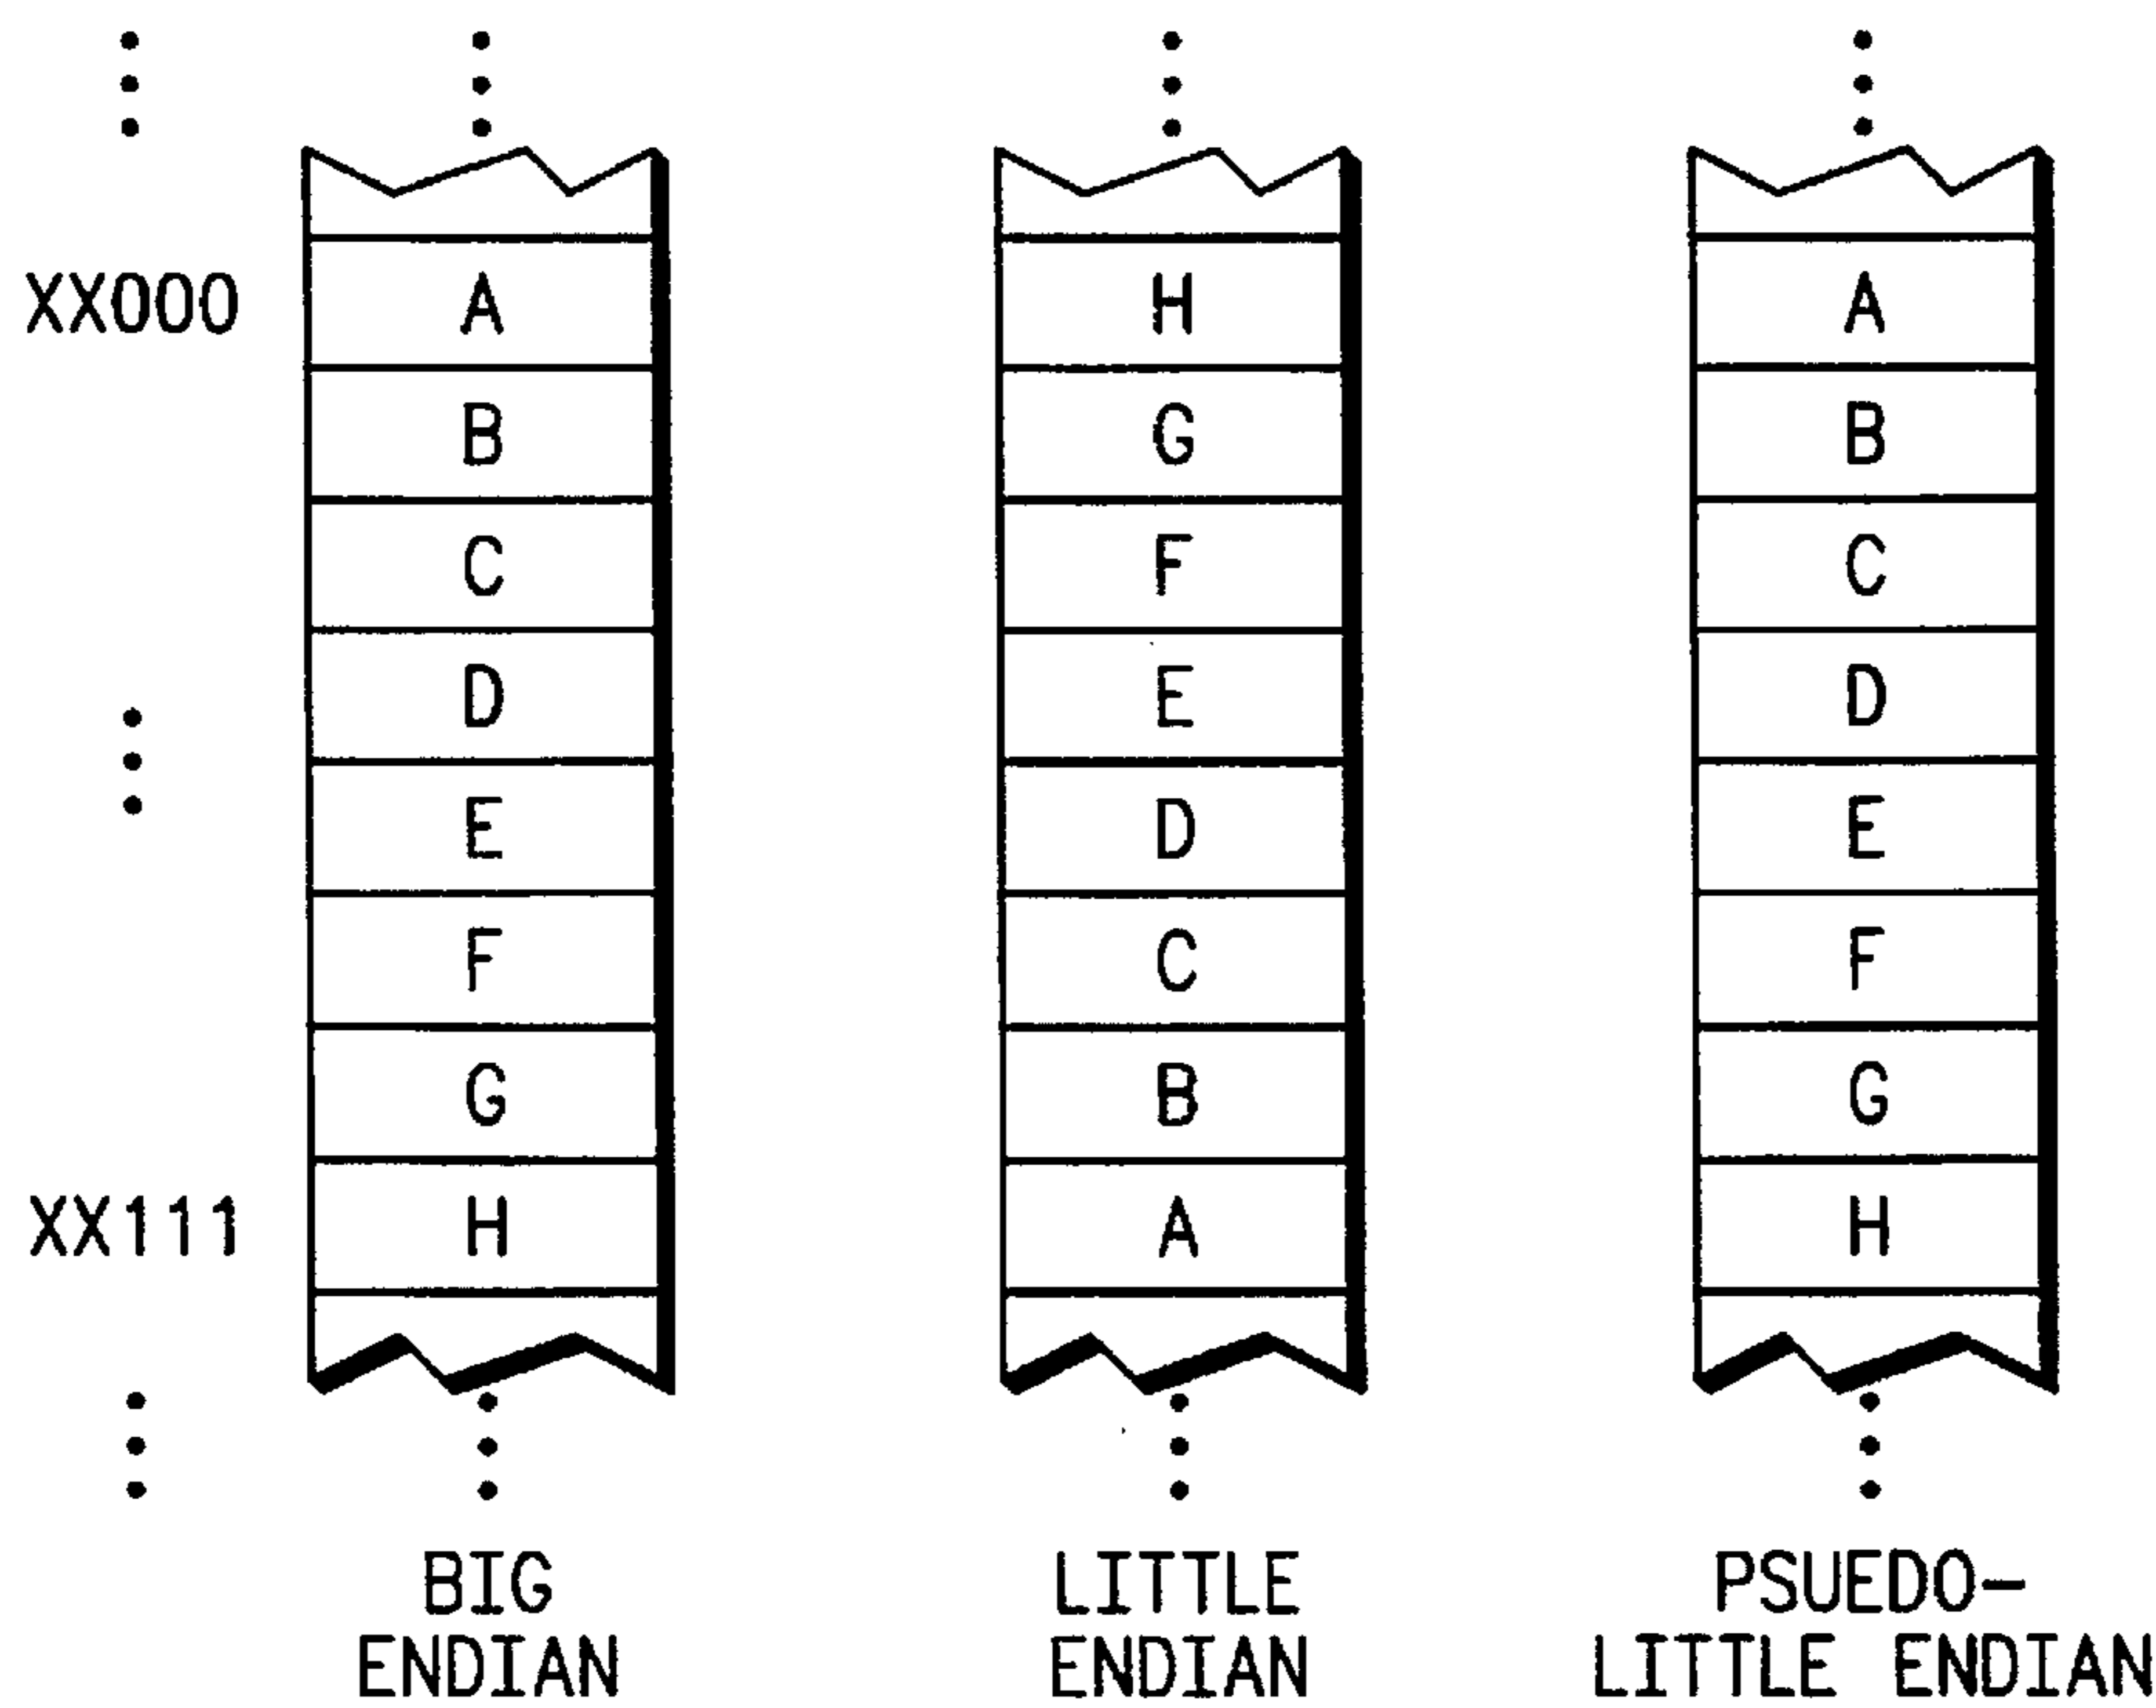 XX000 A H A
B G B
C F C
D E D
E D E
F C F
G B G
XX111 H A H
BIG LITTLE PSUEDO-
ENDIAN ENDIAN LITTLE ENDIAN